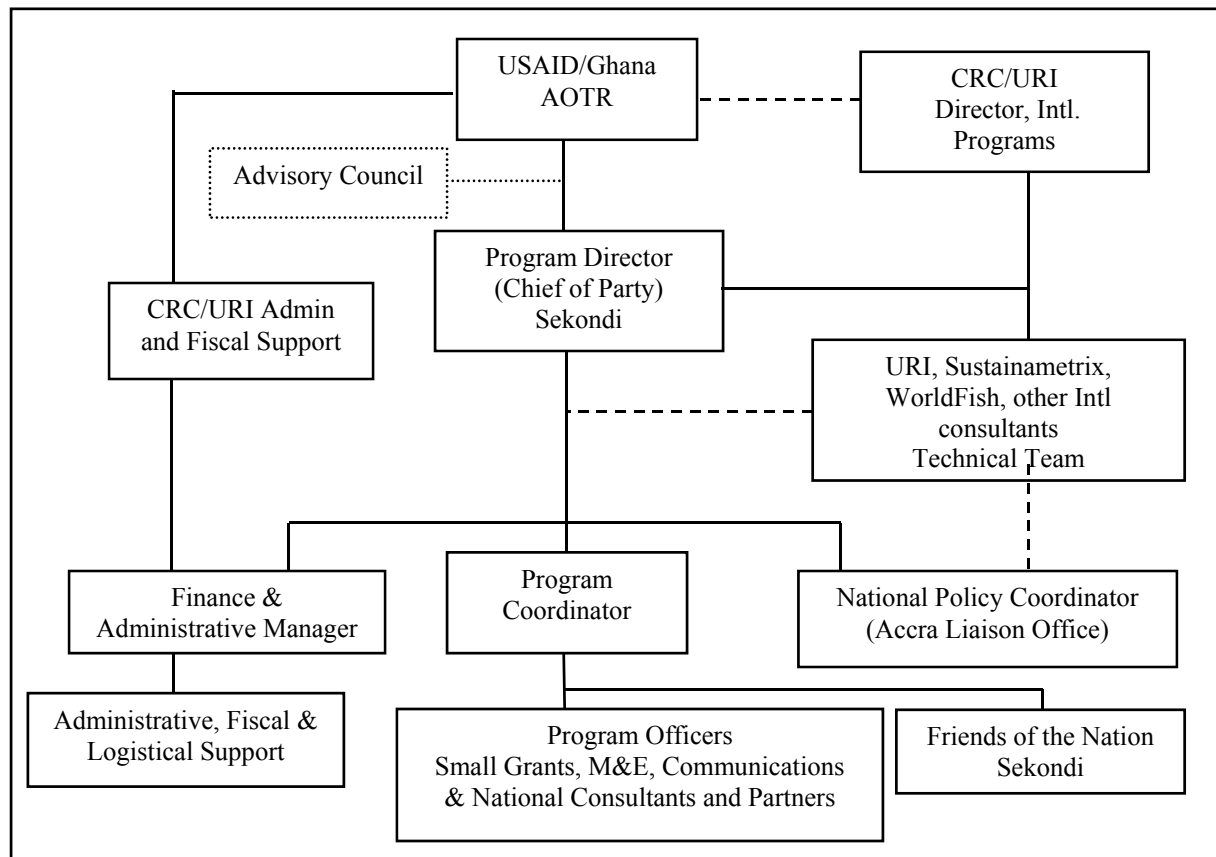 USAID/Ghana
AOTR
CRC/URI
Director, Intl.
Programs
Advisory Council
Program Director
(Chief of Party)
Sekondi
CRC/URI Admin
and Fiscal Support
URI, Sustainametrix,
WorldFish, other Intl
consultants
Technical Team
Finance &
Administrative Manager
Program
Coordinator
National Policy Coordinator
(Accra Liaison Office)
Administrative, Fiscal &
Logistical Support
Program Officers
Small Grants, M&E, Communications
& National Consultants and Partners
Friends of the Nation
Sekondi